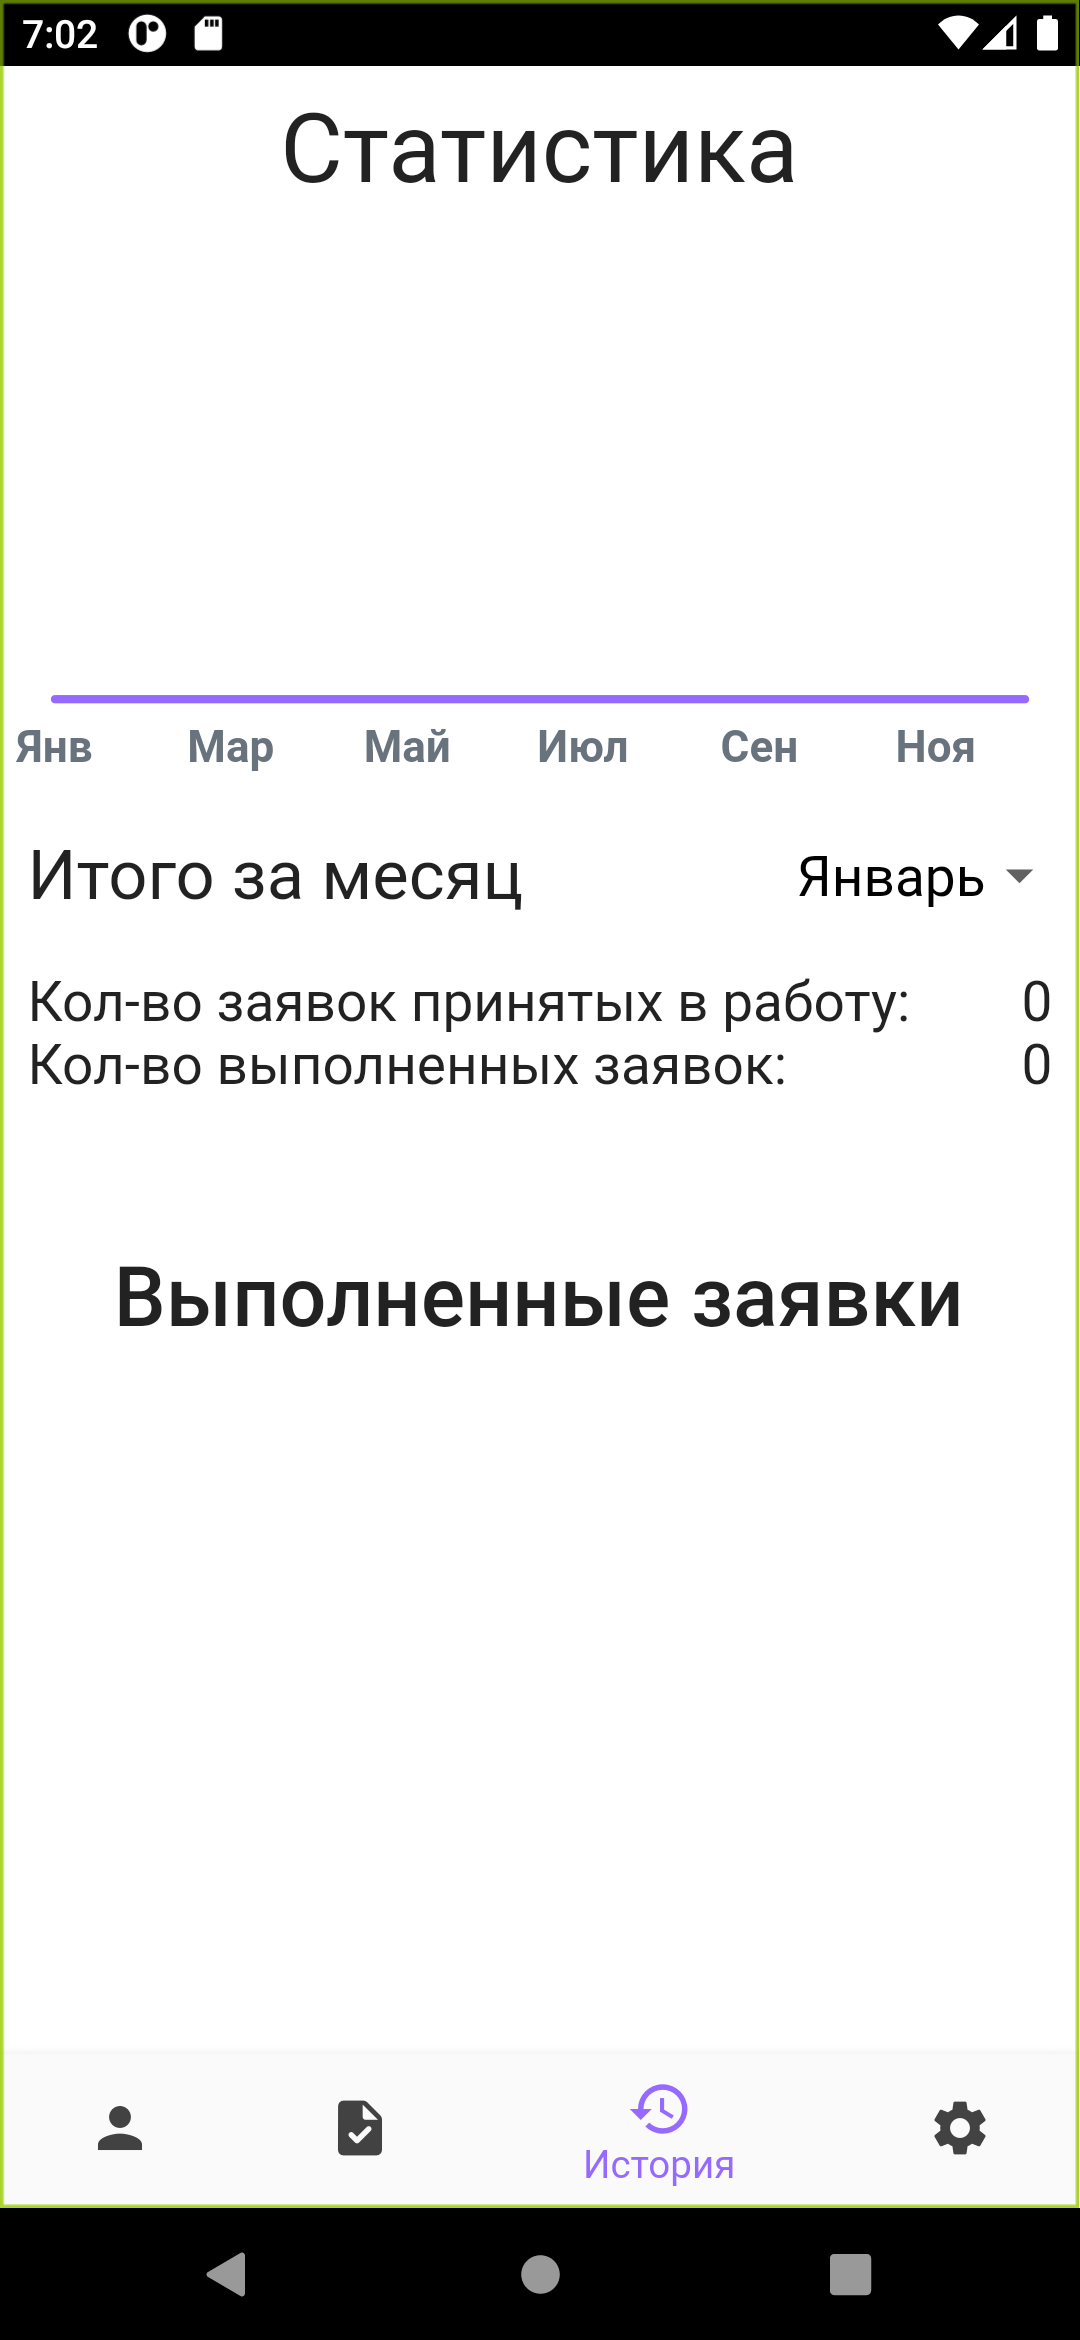 7:02
Статистика
Янв Мар Май Июл Сен Ноя
Итого за месяц Январь
Кол-во заявок принятых в работу: 0
Кол-во выполненных заявок: 0
Выполненные заявки
История